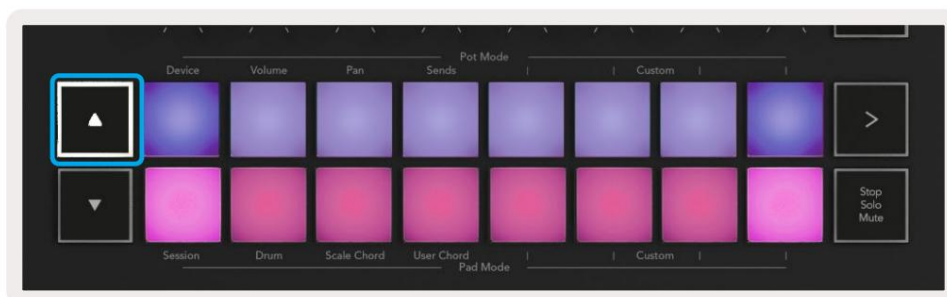 Pot Mode
Device Volume Pan Sends Custom
Stop
Solo
Mute
Session Drum Scale Chord User Chord Custom
Pad Mode